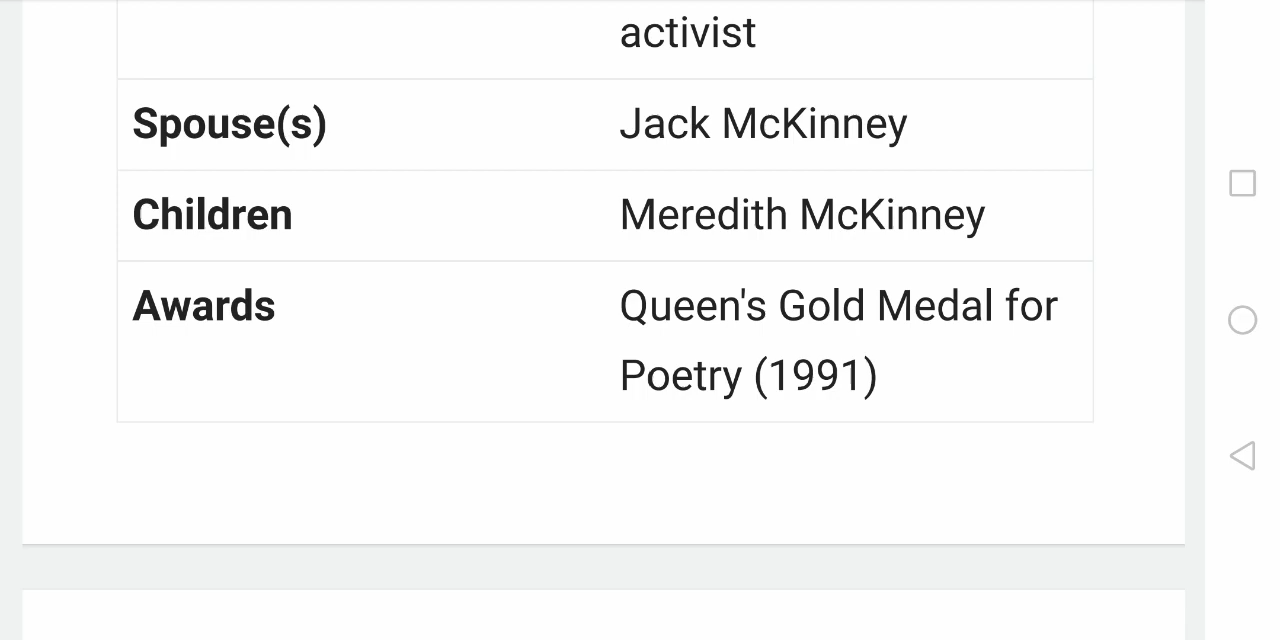 activist
Spouse(s) Jack McKinney
Children Meredith McKinney
Awards Queen's Gold Medal for
Poetry (1991)